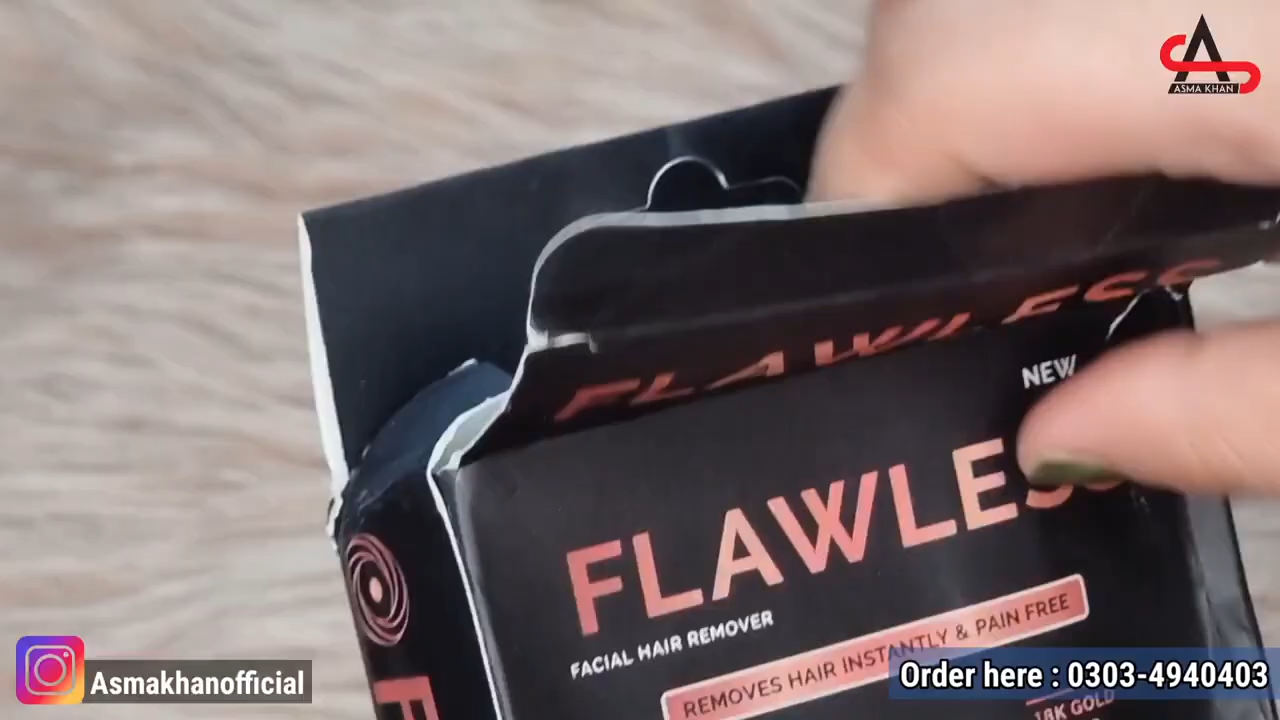 ASMA KHAN
FLAWLESS
NEW
FLAWLESS
FACIAL HAIR REMOVER
REMOVES HAIR INSTANTLY & PAIN FREE
18K GOLD
F
Asmakhanofficial
Order here : 0303-4940403